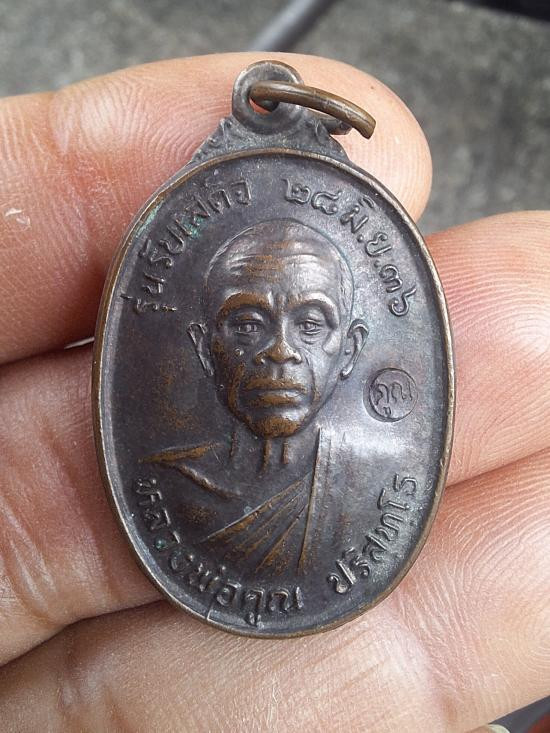 รุ่น รับเสด็จ ๒๘ มิ.ย.๓๖
คูณ
หลวงพ่อคูณ ปริสุทฺโธ